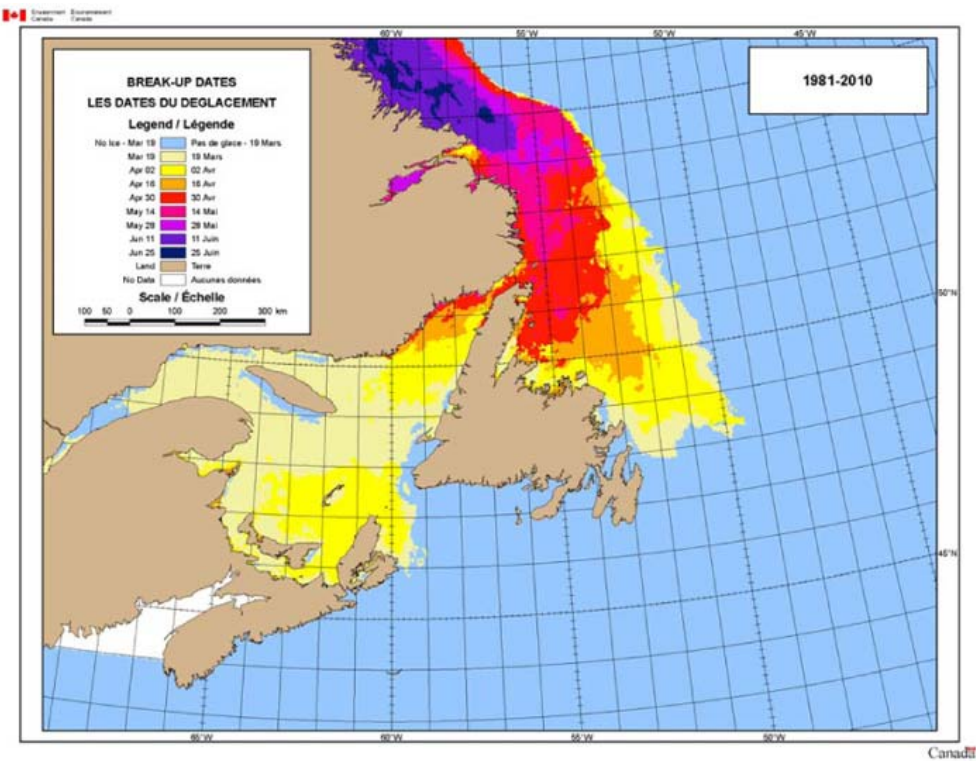 Environment Environnement
Canada Canada
55°W
50°W
45°W
BREAK-UP DATES
LES DATES DU DEGLACEMENT
Legend / Légende
No Ice - Mar 19 Pas de glace - 19 Mars
Mar 19 19 Mars
Apr 02 02 Avr
Apr 16 16 Avr
Apr 30 30 Avr
May 14 14 Mai
May 28 28 Mai
Jun 11 11 Juin
Jun 25 25 Juin
Land Terre
No Data Aucunes données
Scale / Échelle
100 50 0 100 200 300 km
1981-2010
50°N
45°N
65°W
60°W
55°W
50°W
Canada